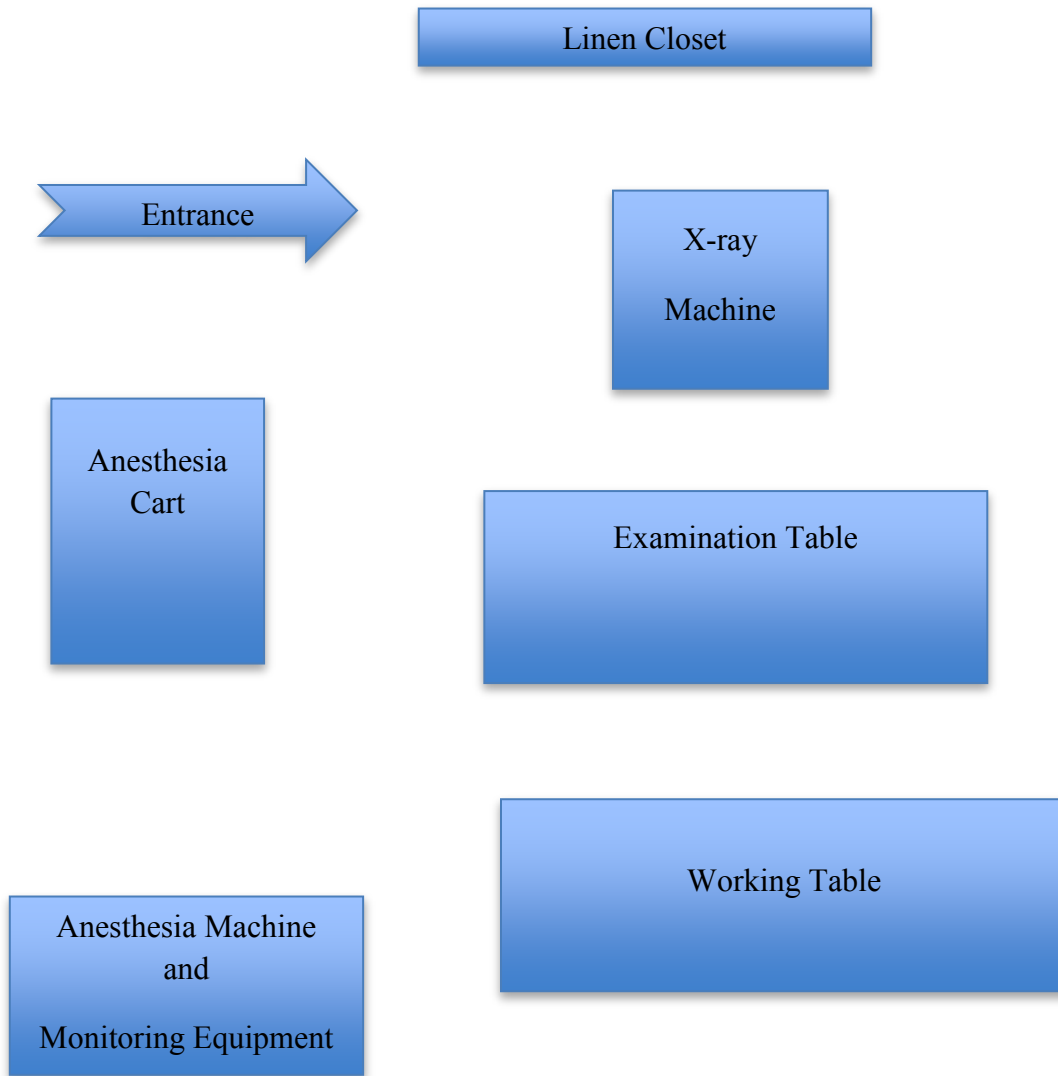 Linen Closet
Entrance
X-ray
Machine
Anesthesia
Cart
Examination Table
Working Table
Anesthesia Machine
and
Monitoring Equipment